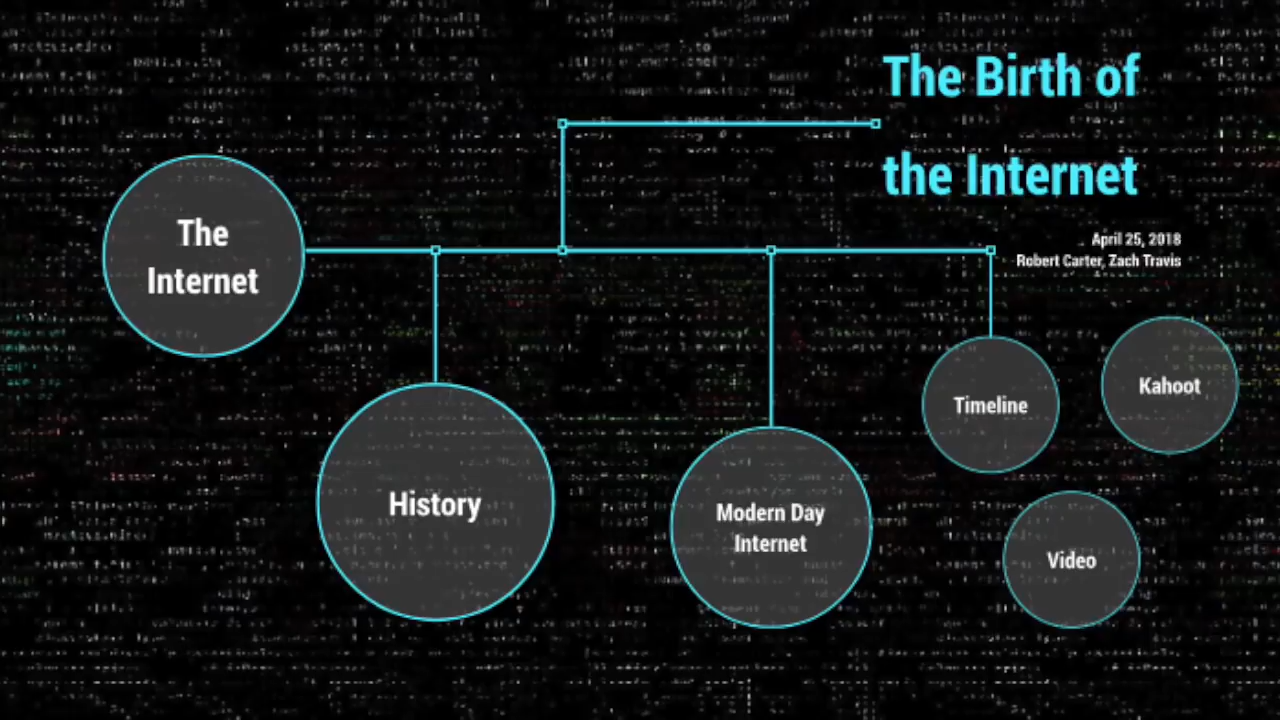 The Birth of
the Internet
April 25, 2018
Robert Carter, Zach Travis
The
Internet
History
Modern Day
Internet
Timeline
Kahoot
Video